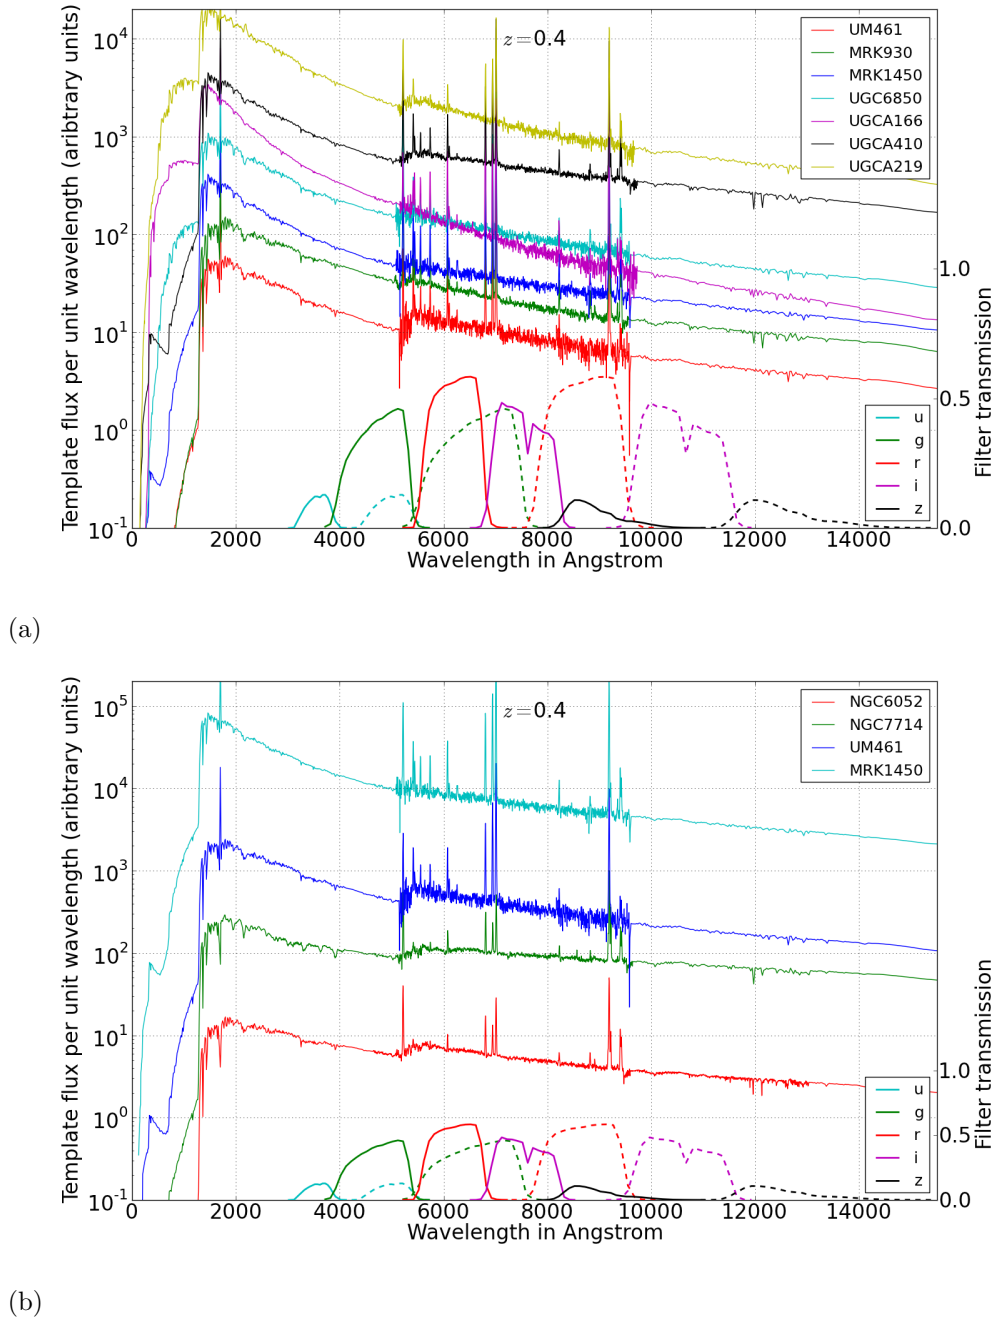 Template flux per unit wavelength (aribtrary units)
10^4
10^3
10^2
10^1
10^0
10^-1
z=0.4
UM461
MRK930
MRK1450
UGC6850
UGCA166
UGCA410
UGCA219
1.0
0.5
0.0
Filter transmission
u
g
r
i
z
0 2000 4000 6000 8000 10000 12000 14000
Wavelength in Angstrom
(a)
Template flux per unit wavelength (aribtrary units)
10^5
10^4
10^3
10^2
10^1
10^0
10^-1
z=0.4
NGC6052
NGC7714
UM461
MRK1450
1.0
0.5
0.0
Filter transmission
u
g
r
i
z
0 2000 4000 6000 8000 10000 12000 14000
Wavelength in Angstrom
(b)